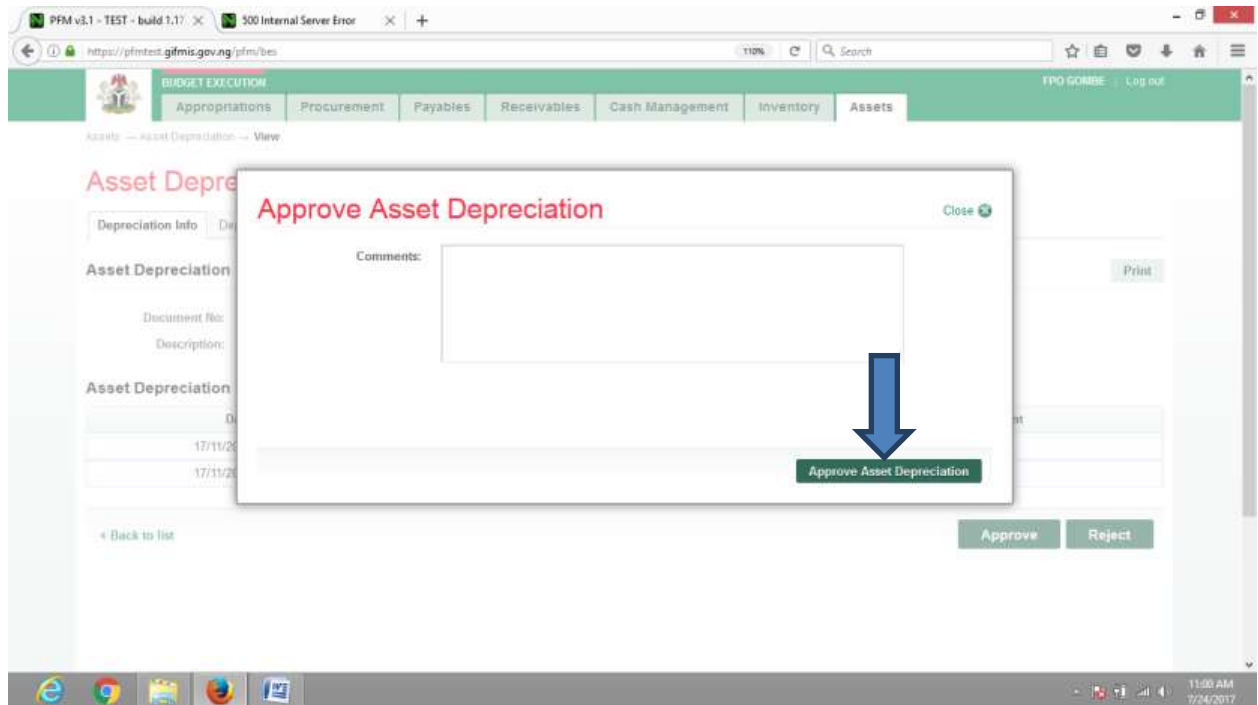 PFM v3.1 - TEST - build 1.17
500 Internal Server Error
https://pfmtest.gifmis.gov.ng/pfm/bes
110%
Search
BUDGET EXECUTION
FPO GOMBE | Log out
Appropriations Procurement Payables Receivables Cash Management Inventory Assets
Assets → Asset Depreciation → View
Asset Depre
Approve Asset Depreciation
Close
Depreciation Info
De
Comments:
Asset Depreciation
Print
Document No:
Description:
Asset Depreciation
17/11/20
17/11/20
Approve Asset Depreciation
Back to list
Approve Reject
11:00 AM
7/24/2017